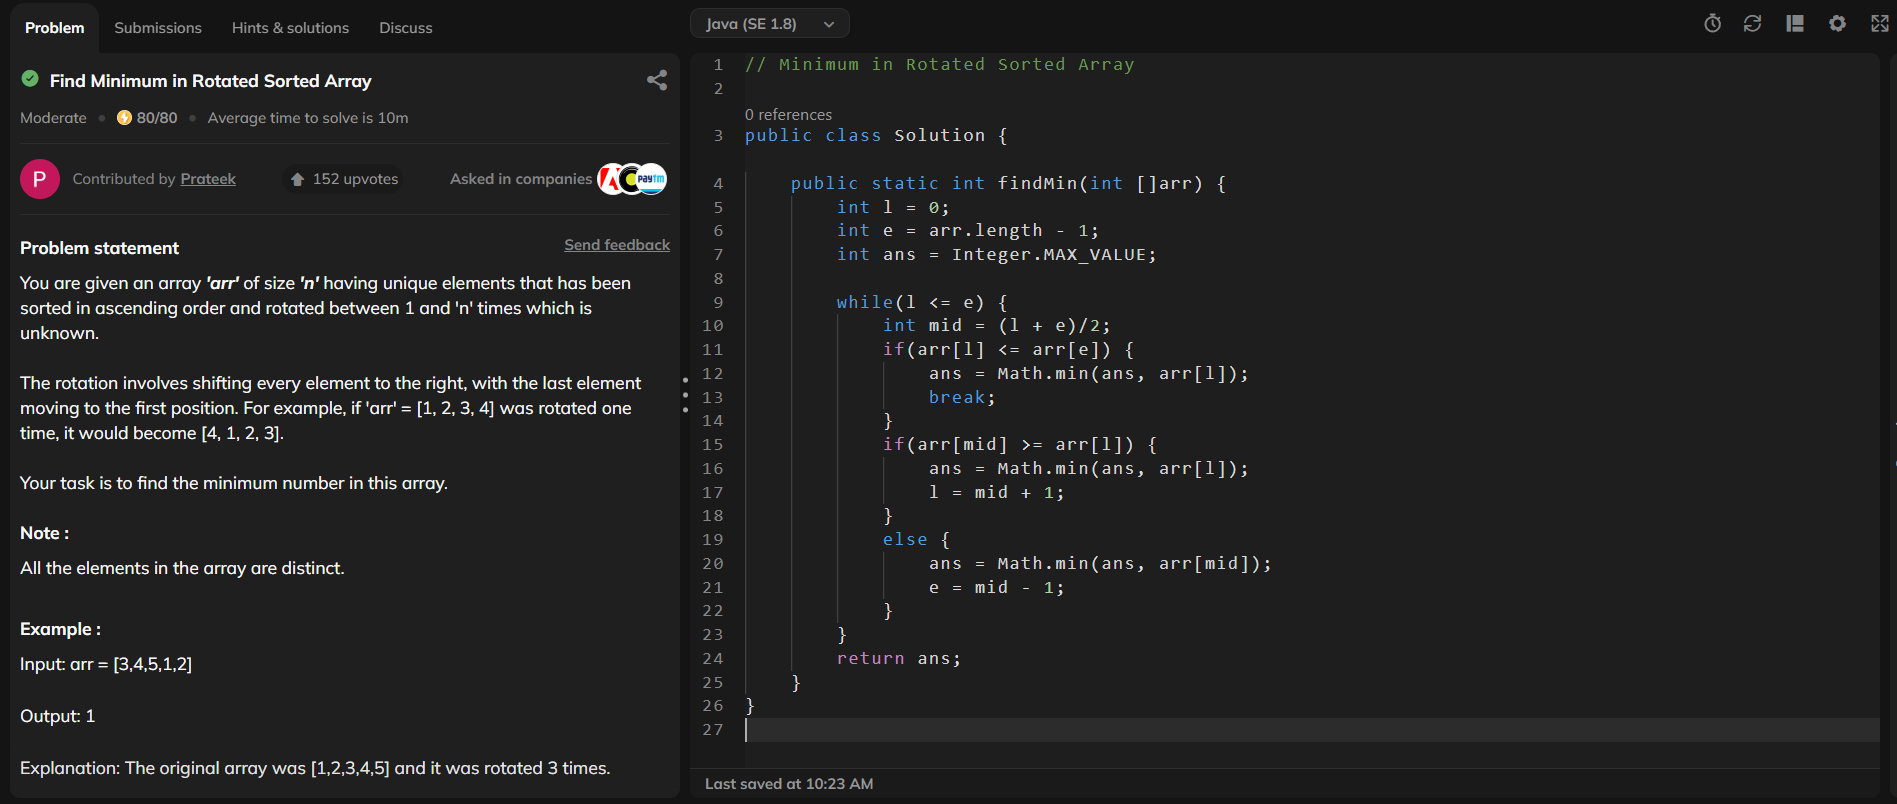 Problem
Submissions
Hints & solutions
Discuss
Find Minimum in Rotated Sorted Array
Moderate
80/80
Average time to solve is 10m
P
Contributed by Prateek
152 upvotes
Asked in companies
paytm
Problem statement
Send feedback
You are given an array 'arr' of size 'n' having unique elements that has been
sorted in ascending order and rotated between 1 and 'n' times which is
unknown.
The rotation involves shifting every element to the right, with the last element
moving to the first position. For example, if 'arr' = [1, 2, 3, 4] was rotated one
time, it would become [4, 1, 2, 3].
Your task is to find the minimum number in this array.
Note :
All the elements in the array are distinct.
Example :
Input: arr = [3,4,5,1,2]
Output: 1
Explanation: The original array was [1,2,3,4,5] and it was rotated 3 times.
Java (SE 1.8)
1 // Minimum in Rotated Sorted Array
2
0 references
3 public class Solution {
4     public static int findMin(int []arr) {
5         int l = 0;
6         int e = arr.length - 1;
7         int ans = Integer.MAX_VALUE;
8
9         while(l <= e) {
10             int mid = (l + e)/2;
11             if(arr[l] <= arr[e]) {
12                 ans = Math.min(ans, arr[l]);
13                 break;
14             }
15             if(arr[mid] >= arr[l]) {
16                 ans = Math.min(ans, arr[l]);
17                 l = mid + 1;
18             }
19             else {
20                 ans = Math.min(ans, arr[mid]);
21                 e = mid - 1;
22             }
23         }
24         return ans;
25     }
26 }
27
Last saved at 10:23 AM